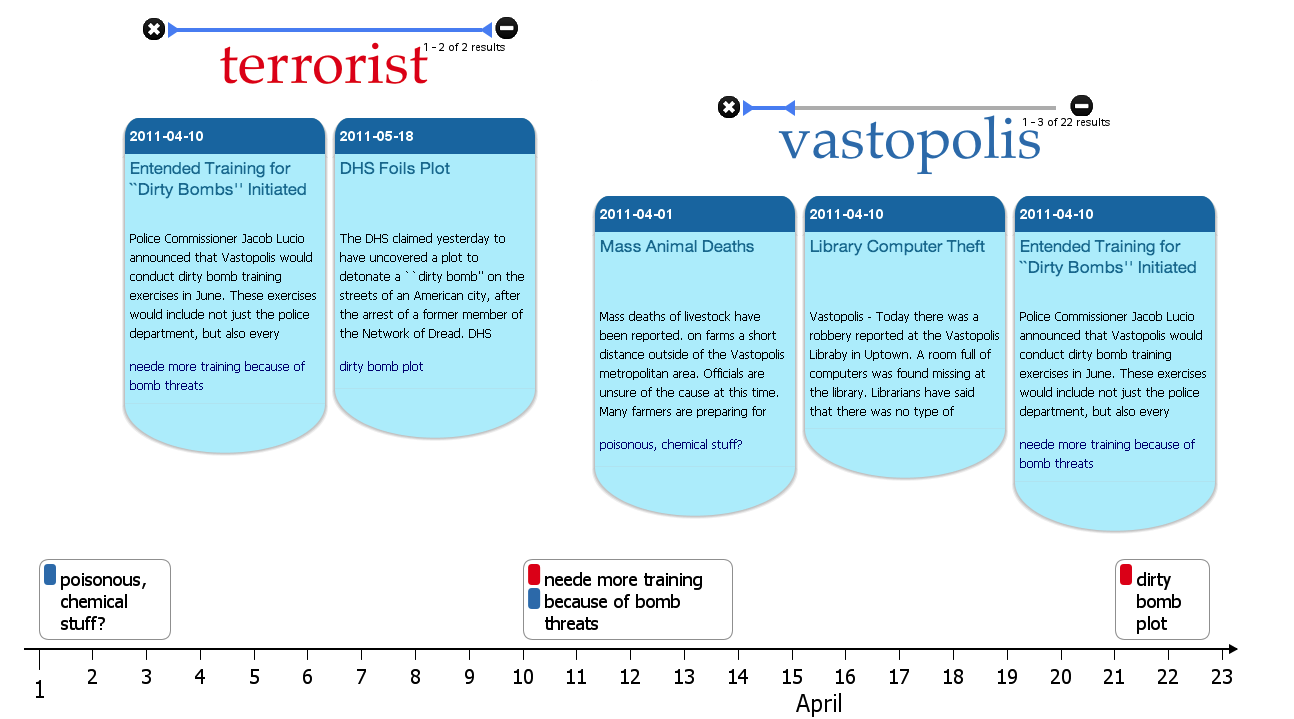 1 - 2 of 2 results
terrorist
2011-04-10
Entended Training for
``Dirty Bombs'' Initiated
Police Commissioner Jacob Lucio
announced that Vastopolis would
conduct dirty bomb training
exercises in June. These exercises
would include not just the police
department, but also every
neede more training because of
bomb threats
2011-05-18
DHS Foils Plot
The DHS claimed yesterday to
have uncovered a plot to
detonate a ``dirty bomb'' on the
streets of an American city, after
the arrest of a former member of
the Network of Dread. DHS
dirty bomb plot
1 - 3 of 22 results
vastopolis
2011-04-01
Mass Animal Deaths
Mass deaths of livestock have
been reported. on farms a short
distance outside of the Vastopolis
metropolitan area. Officials are
unsure of the cause at this time.
Many farmers are preparing for
poisonous, chemical stuff?
2011-04-10
Library Computer Theft
Vastopolis - Today there was a
robbery reported at the Vastopolis
Libraby in Uptown. A room full of
computers was found missing at
the library. Librarians have said
that there was no type of
2011-04-10
Entended Training for
``Dirty Bombs'' Initiated
Police Commissioner Jacob Lucio
announced that Vastopolis would
conduct dirty bomb training
exercises in June. These exercises
would include not just the police
department, but also every
neede more training because of
bomb threats
poisonous,
chemical
stuff?
neede more training
because of bomb
threats
dirty
bomb
plot
1 2 3 4 5 6 7 8 9 10 11 12 13 14 15 16 17 18 19 20 21 22 23
April